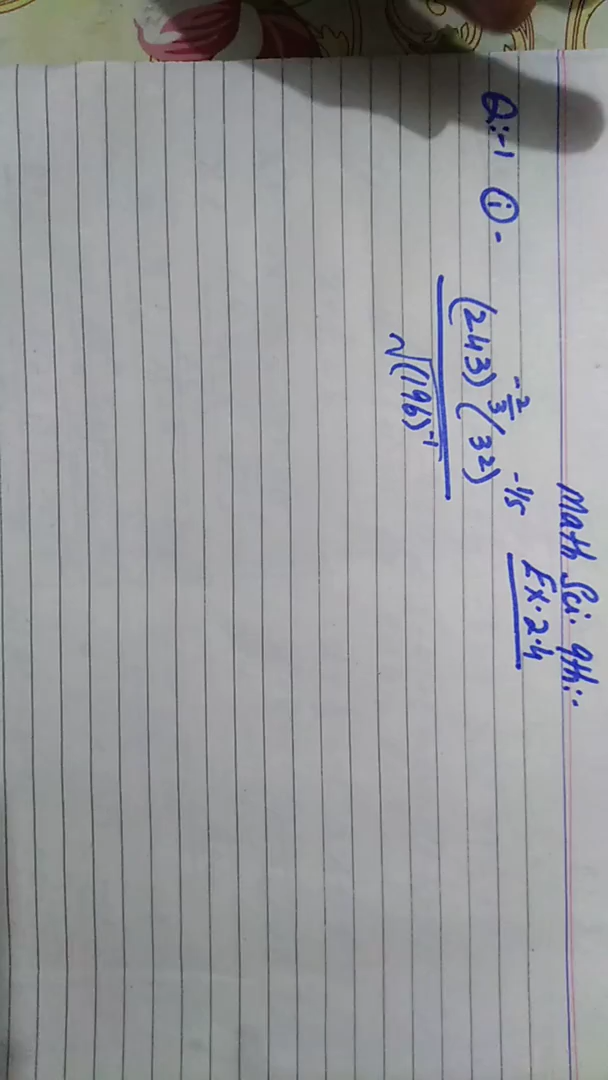 Math Sci. 9th:-
Ex. 2.4
Q:-1 (i) -
(243)^(-2/3) (32)^(-1/5)
√(196)^-1